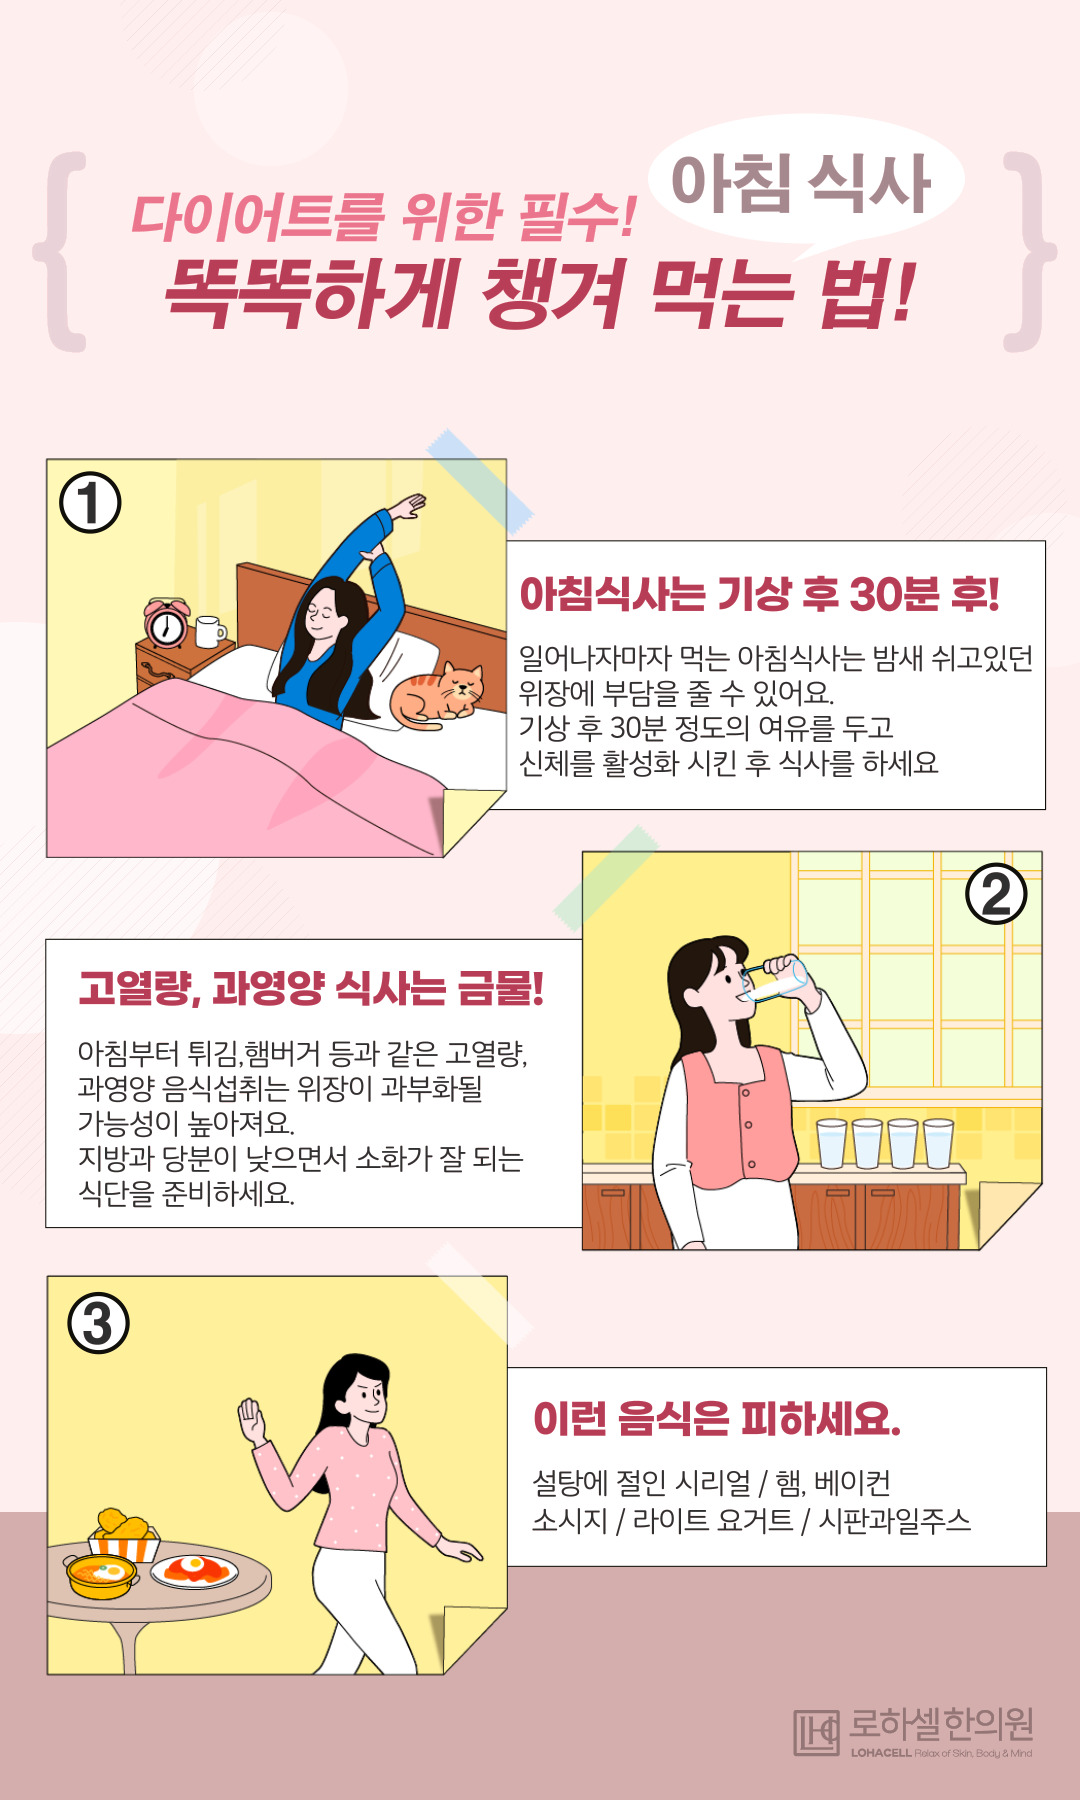 다이어트를 위한 필수!
아침 식사
똑똑하게 챙겨 먹는 법!
1
아침식사는 기상 후 30분 후!
일어나자마자 먹는 아침식사는 밤새 쉬고있던
위장에 부담을 줄 수 있어요.
기상 후 30분 정도의 여유를 두고
신체를 활성화 시킨 후 식사를 하세요
2
고열량, 과영양 식사는 금물!
아침부터 튀김,햄버거 등과 같은 고열량,
과영양 음식섭취는 위장이 과부화될
가능성이 높아져요.
지방과 당분이 낮으면서 소화가 잘 되는
식단을 준비하세요.
3
이런 음식은 피하세요.
설탕에 절인 시리얼 / 햄, 베이컨
소시지 / 라이트 요거트 / 시판과일주스
LHC 로하셀한의원
LOHACELL Relax of Skin, Body & Mind